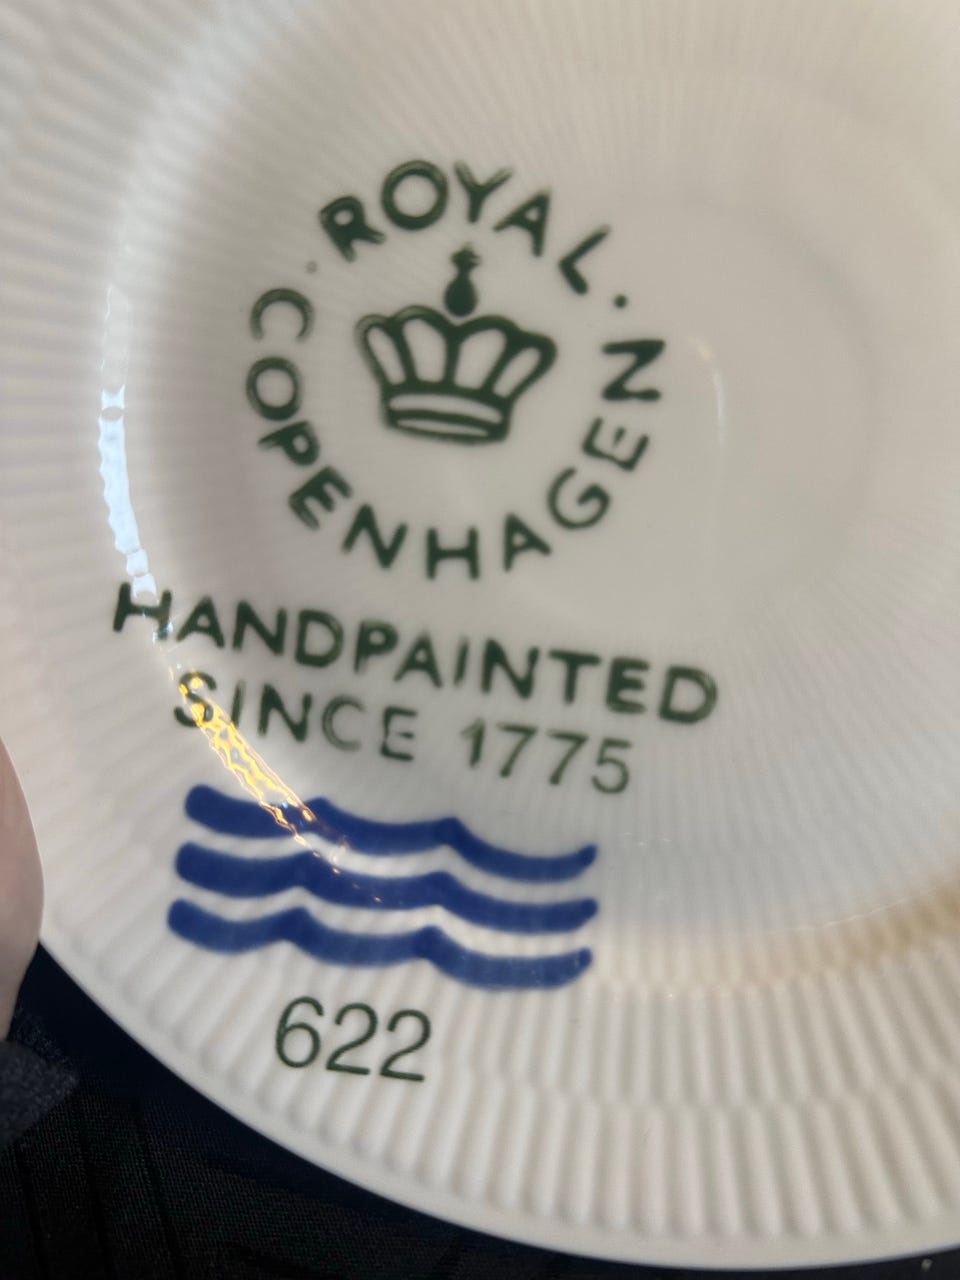 ROYAL.
COPENHAGEN
HANDPAINTED
SINCE 1775
622